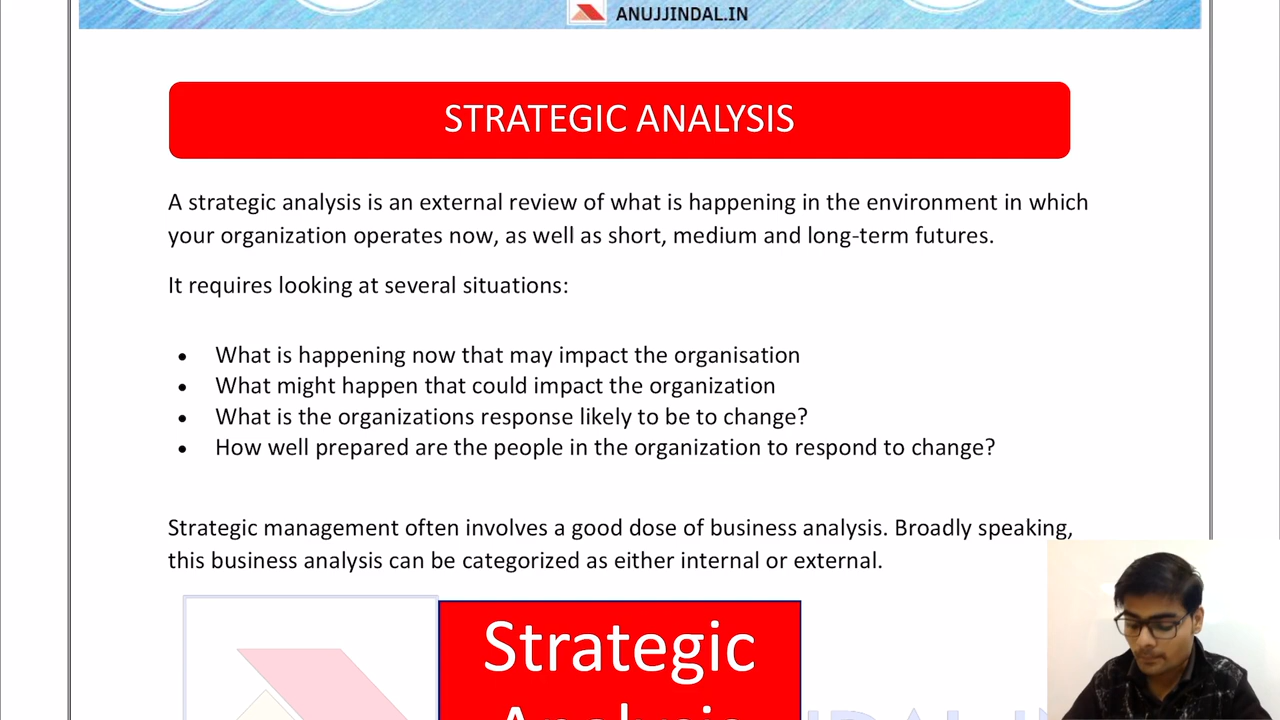 ANUJJINDAL.IN
STRATEGIC ANALYSIS
A strategic analysis is an external review of what is happening in the environment in which
your organization operates now, as well as short, medium and long-term futures.
It requires looking at several situations:
• What is happening now that may impact the organisation
• What might happen that could impact the organization
• What is the organizations response likely to be to change?
• How well prepared are the people in the organization to respond to change?
Strategic management often involves a good dose of business analysis. Broadly speaking,
this business analysis can be categorized as either internal or external.
Strategic
Analysis